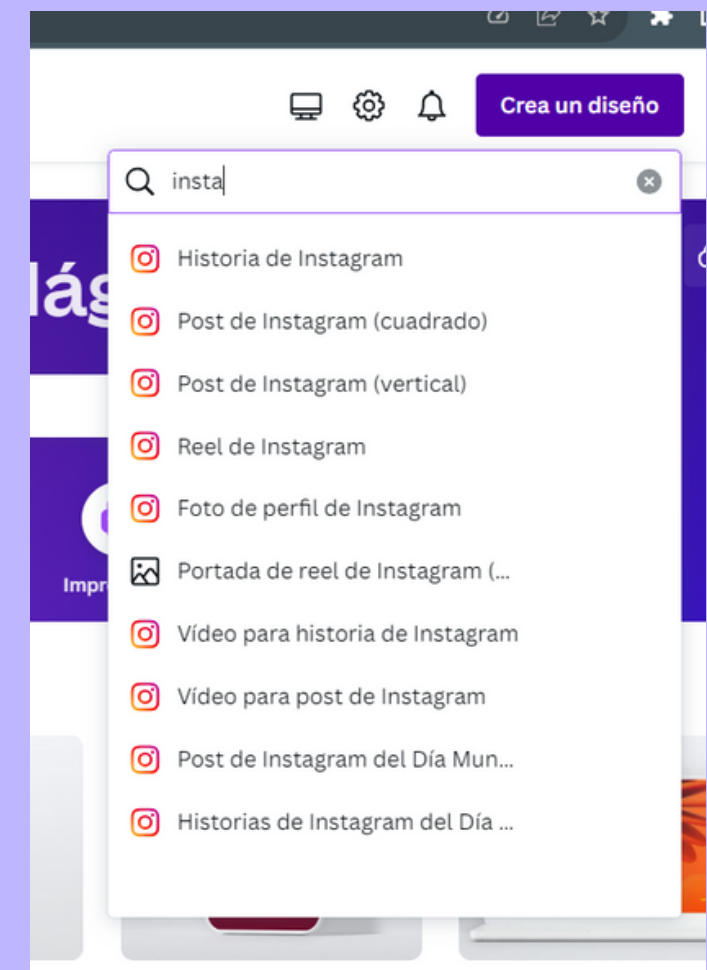 Crea un diseño
insta
Historia de Instagram
Post de Instagram (cuadrado)
Post de Instagram (vertical)
Reel de Instagram
Foto de perfil de Instagram
Portada de reel de Instagram (...
Vídeo para historia de Instagram
Vídeo para post de Instagram
Post de Instagram del Día Mun...
Historias de Instagram del Día ...